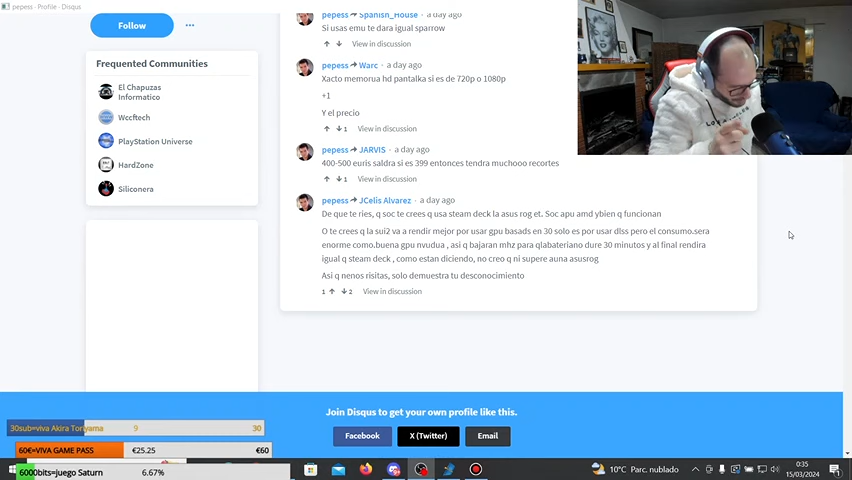 pepess - Profile - Disqus
Follow
Frequented Communities
El Chapuzas
Informatico
Wccftech
PlayStation Universe
HardZone
Siliconera
pepess Spanish_House • a day ago
Si usas emu te dara igual sparrow
View in discussion
pepess Warc • a day ago
Xacto memorua hd pantalka si es de 720p o 1080p
+1
Y el precio
1 View in discussion
pepess JARVIS • a day ago
400-500 euris saldra si es 399 entonces tendra muchooo recortes
1 View in discussion
pepess JCelis Alvarez • a day ago
De que te ries, q soc te crees q usa steam deck la asus rog et. Soc apu amd ybien q funcionan
O te crees q la sui2 va a rendir mejor por usar gpu basads en 30 solo es por usar dlss pero el consumo.sera
enorme como.buena gpu nvudua , asi q bajaran mhz para qlabateriano dure 30 minutos y al final rendira
igual q steam deck , como estan diciendo, no creo q ni supere auna asusrog
Asi q nenos risitas, solo demuestra tu desconocimiento
1 2 View in discussion
Join Disqus to get your own profile like this.
Facebook X (Twitter) Email
30sub=viva Akira Toriyama 9 30
60€=VIVA GAME PASS €25.25 €60
6000bits=juego Saturn 6.67%
10°C Parc. nublado
0:35
15/03/2024